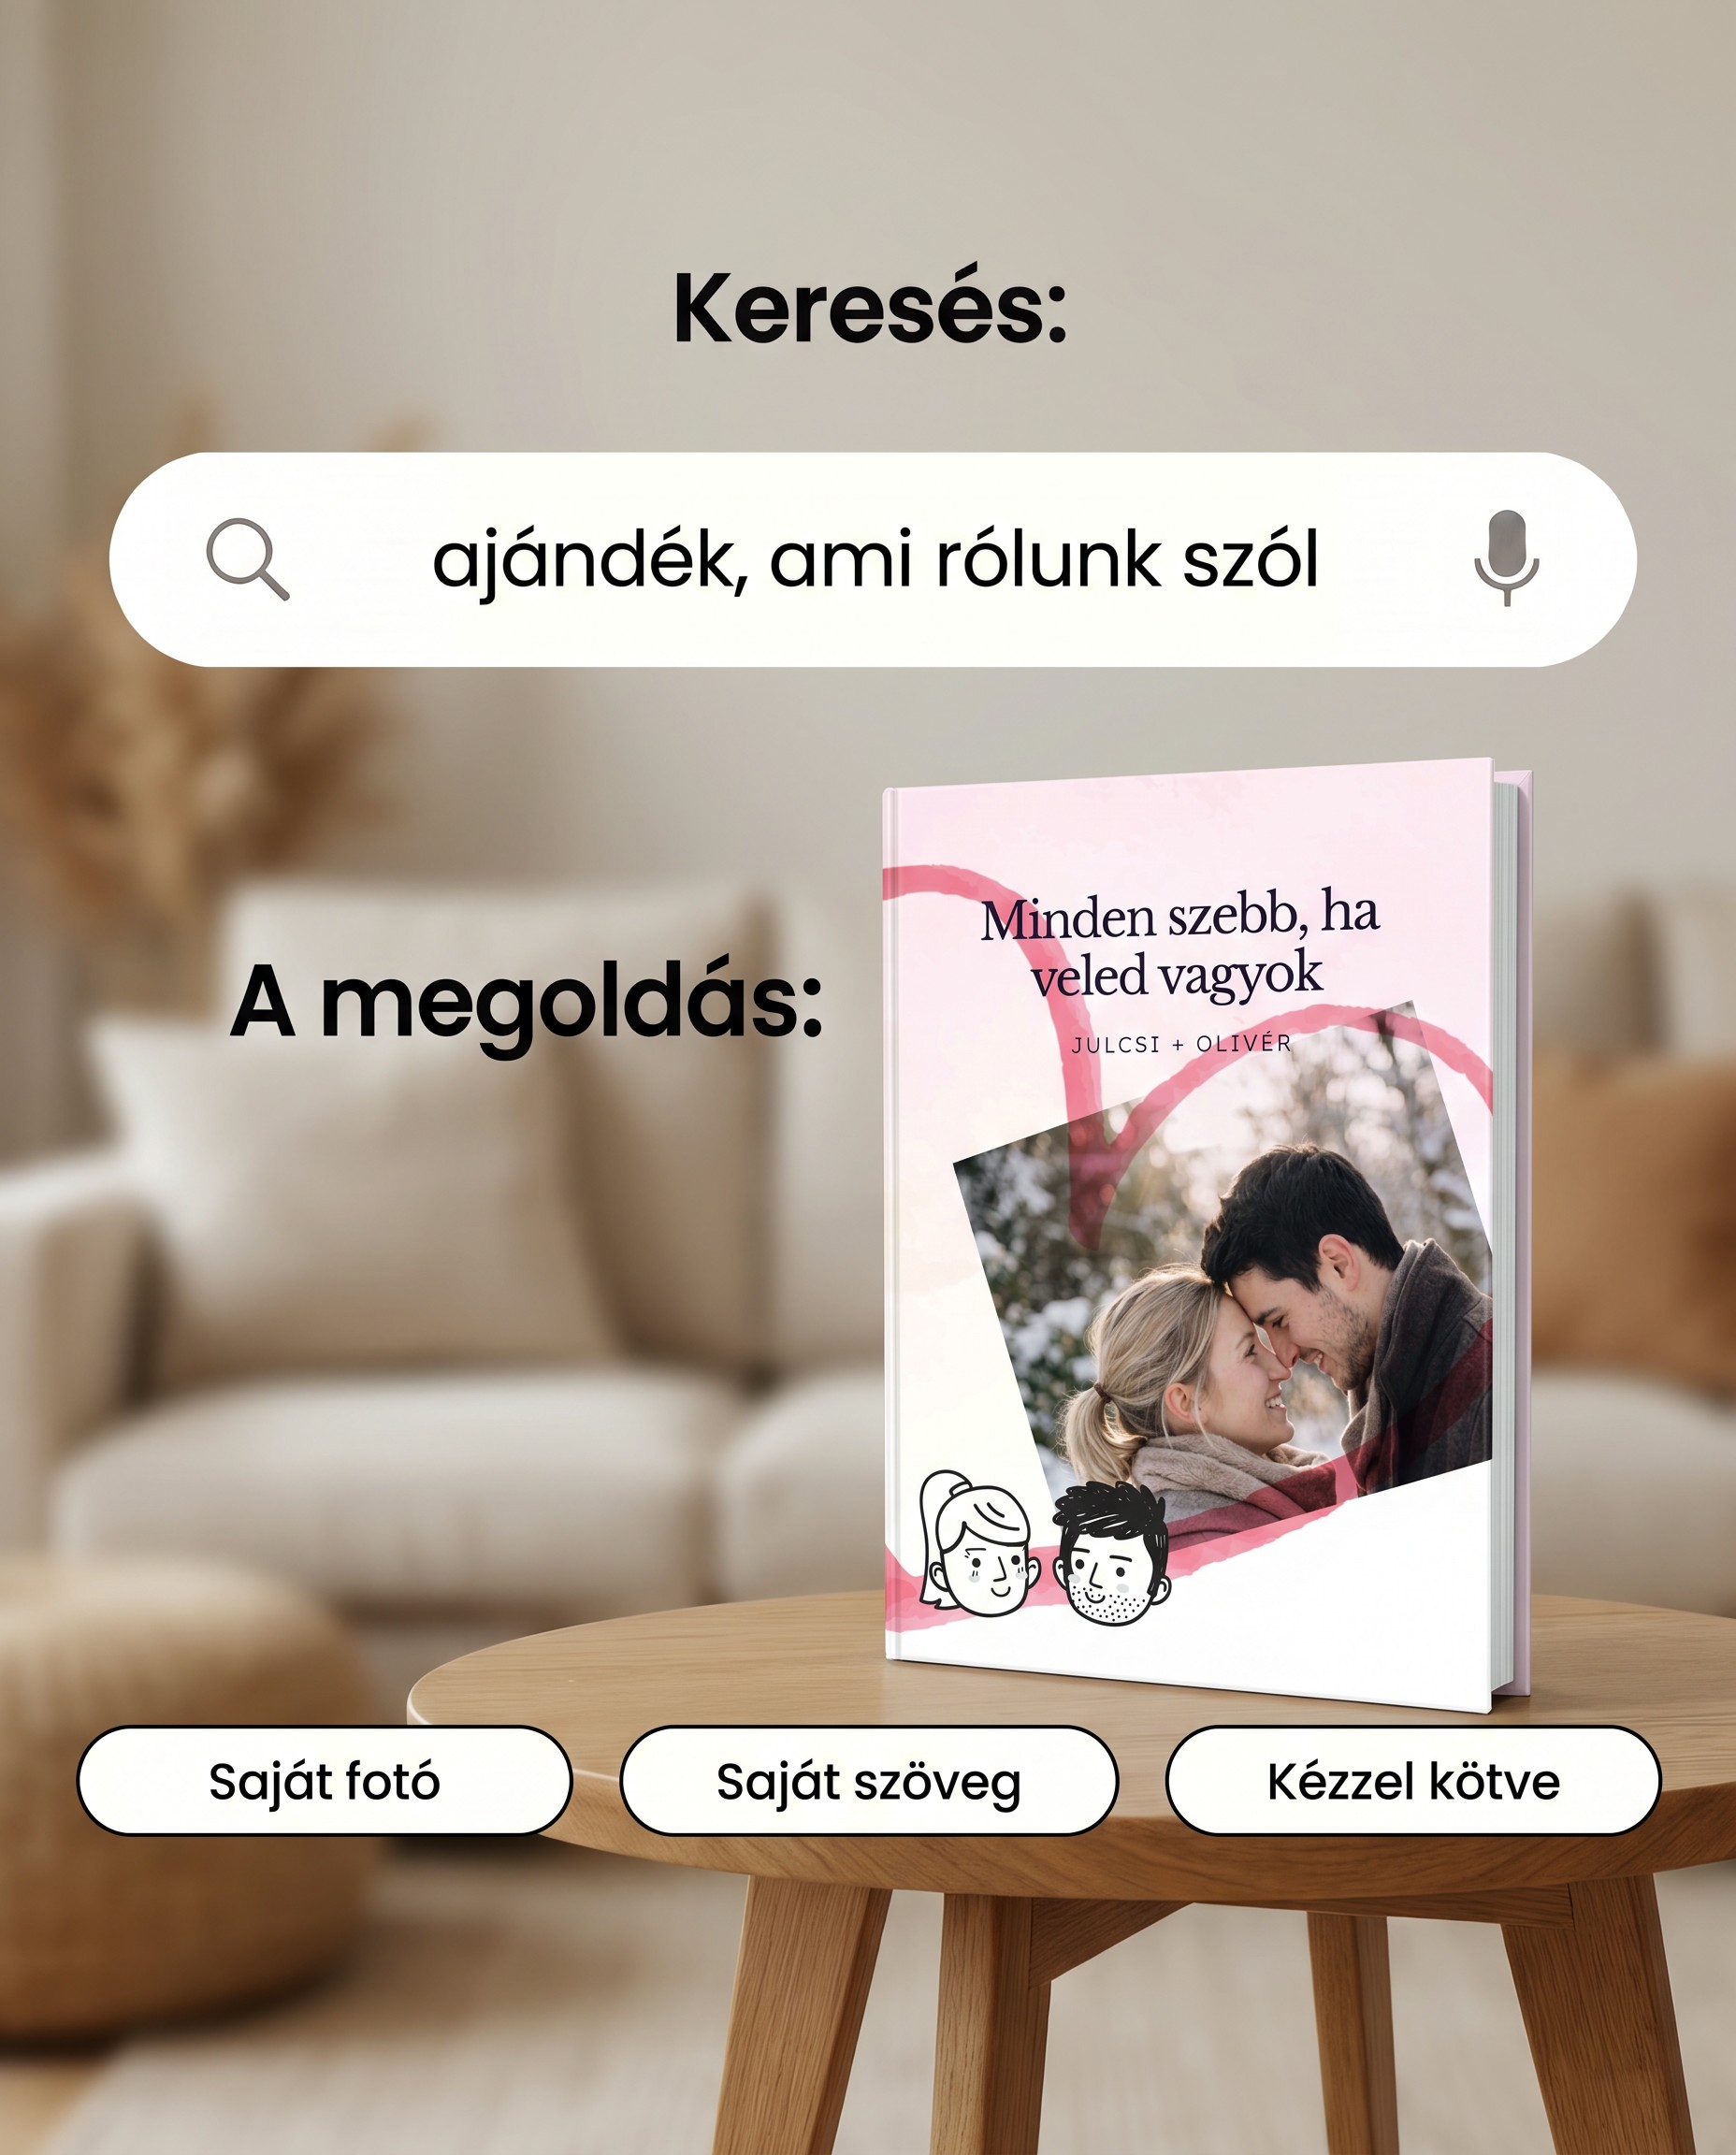 Keresés:
ajándék, ami rólunk szól
A megoldás:
Minden szebb, ha
veled vagyok
JULCSI + OLIVÉR
Saját fotó
Saját szöveg
Kézzel kötve